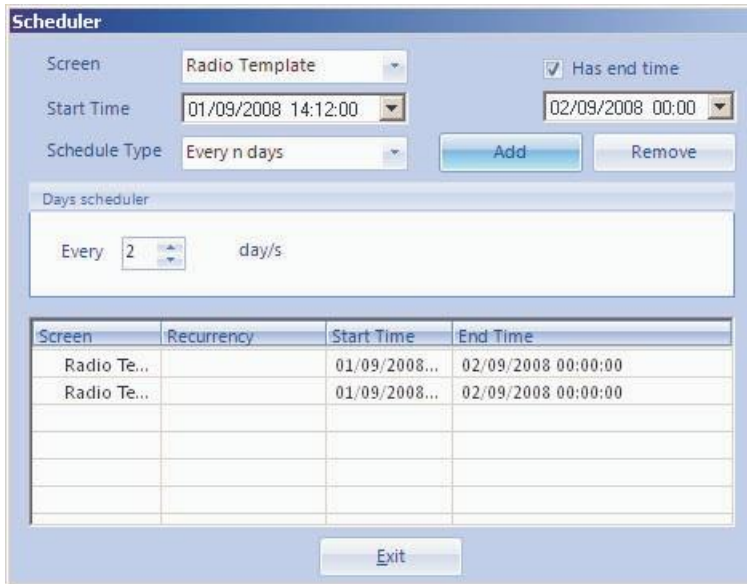 Scheduler
Screen Radio Template Has end time
Start Time 01/09/2008 14:12:00 02/09/2008 00:00
Schedule Type Every n days Add Remove
Days scheduler
Every 2 day/s
Screen Recurrency Start Time End Time
Radio Te... 01/09/2008... 02/09/2008 00:00:00
Radio Te... 01/09/2008... 02/09/2008 00:00:00
Exit